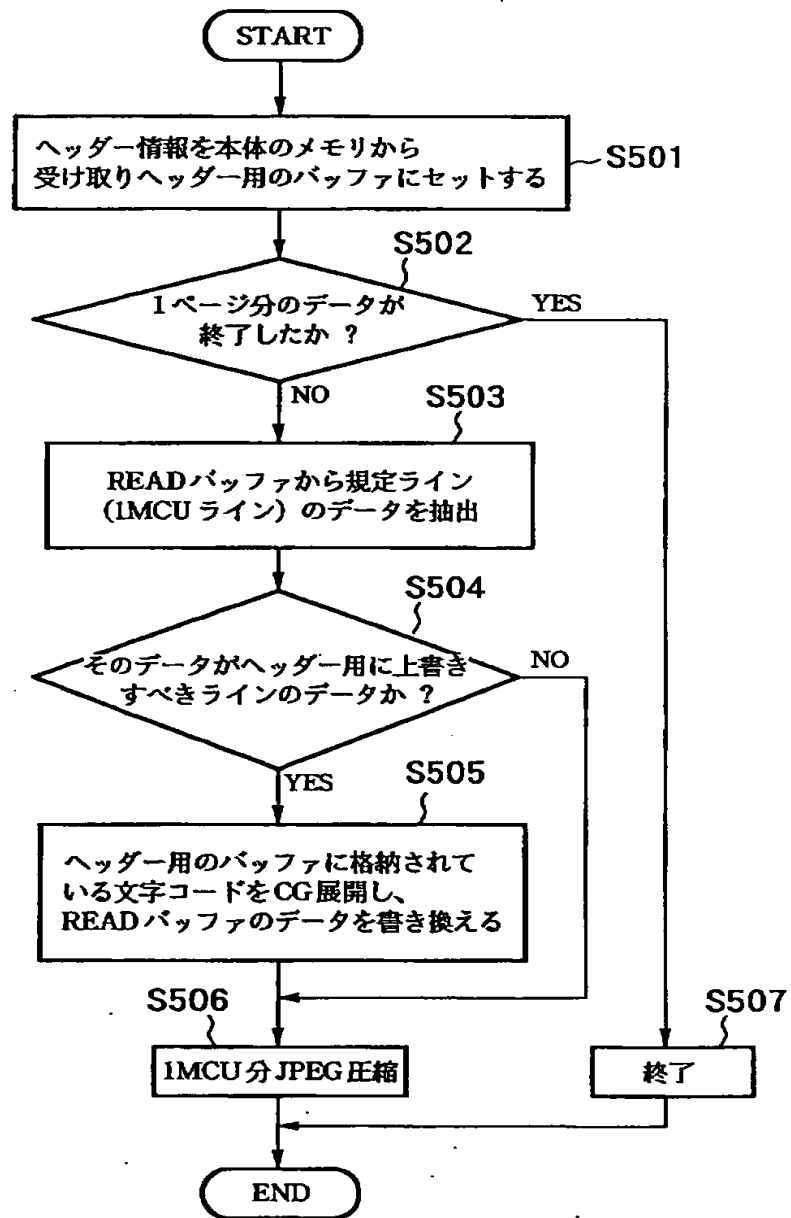 START
ヘッダー情報を本体のメモリから
受け取りヘッダー用のバッファにセットする
S501
S502
1ページ分のデータが
終了したか ?
YES
NO
S503
READバッファから規定ライン
(1MCUライン) のデータを抽出
S504
そのデータがヘッダー用に上書き
すべきラインのデータか ?
NO
YES
S505
ヘッダー用のバッファに格納されて
いる文字コードをCG展開し、
READバッファのデータを書き換える
S506
1MCU分JPEG圧縮
S507
終了
END